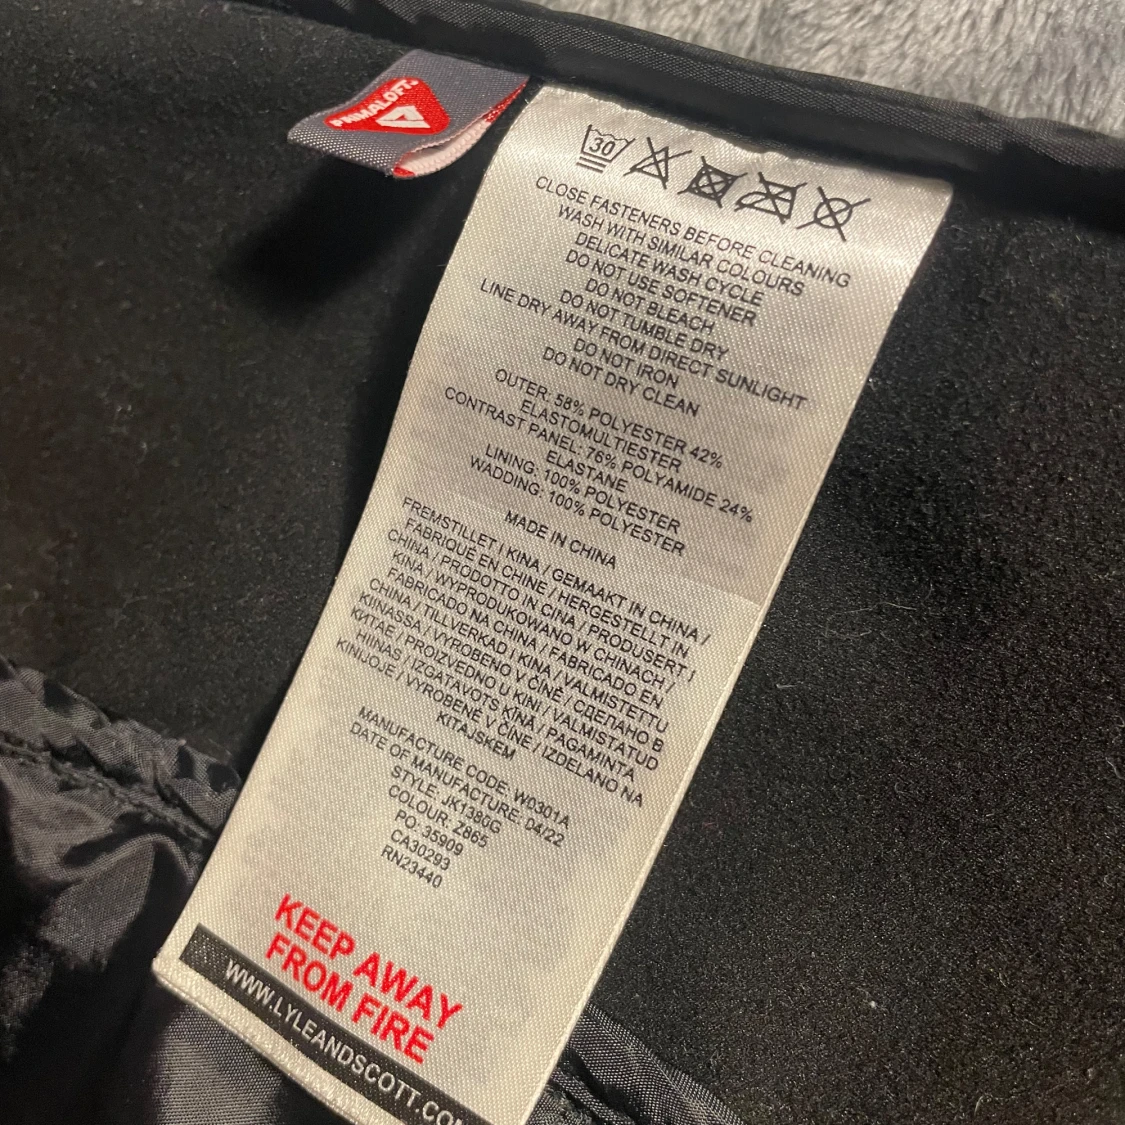 PRIMALOFT
30
CLOSE FASTENERS BEFORE CLEANING
WASH WITH SIMILAR COLOURS
DELICATE WASH CYCLE
DO NOT USE SOFTENER
DO NOT BLEACH
DO NOT TUMBLE DRY
LINE DRY AWAY FROM DIRECT SUNLIGHT
DO NOT IRON
DO NOT DRY CLEAN
OUTER: 58% POLYESTER 42%
ELASTOMULTIESTER
CONTRAST PANEL: 76% POLYAMIDE 24%
ELASTANE
LINING: 100% POLYESTER
WADDING: 100% POLYESTER
MADE IN CHINA
FREMSTILLET I KINA / GEMAAKT IN CHINA /
FABRIQUÉ EN CHINE / HERGESTELLT IN
CHINA / PRODOTTO IN CINA / PRODUSERT I
KINA / WYPRODUKOWANO W CHINACH /
FABRICADO NA CHINA / FABRICADO EN
CHINA / TILLVERKAD I KINA / VALMISTETTU
KIINASSA / VYROBENO V ČÍNĚ / СДЕЛАНО В
КИТАЕ / PROIZVEDNO U KINI / VALMISTATUD
HIINAS / IZGATAVOTS ĶĪNĀ / PAGAMINTA
KINIJOJE / VYROBENÉ V ČÍNE / IZDELANO NA
KITAJSKEM
MANUFACTURE CODE: W0301A
DATE OF MANUFACTURE: 04/22
STYLE: JK1380G
COLOUR: Z865
PO: 35909
CA30293
RN23440
KEEP AWAY
FROM FIRE
WWW.LYLEANDSCOTT.COM